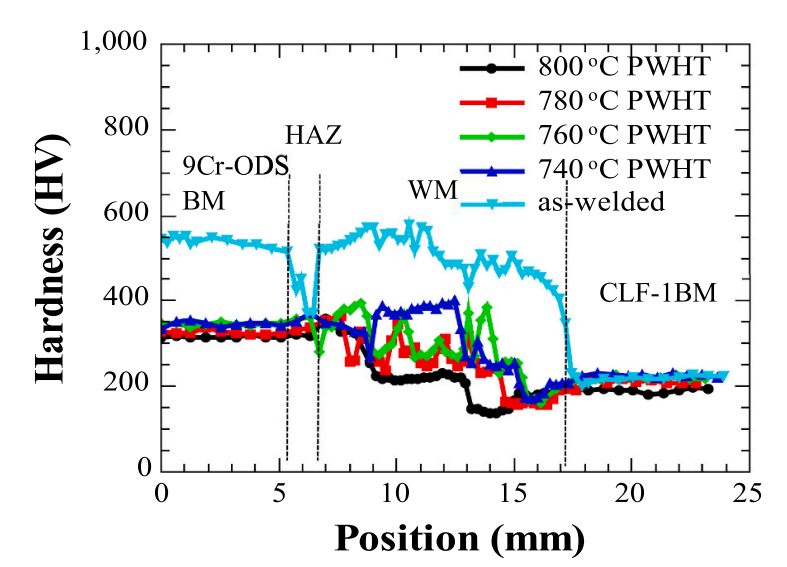 1,000
800
600
400
200
0
0 5 10 15 20 25
Hardness (HV)
Position (mm)
800 °C PWHT
780 °C PWHT
760 °C PWHT
740 °C PWHT
as-welded
HAZ
9Cr-ODS
BM
WM
CLF-1BM